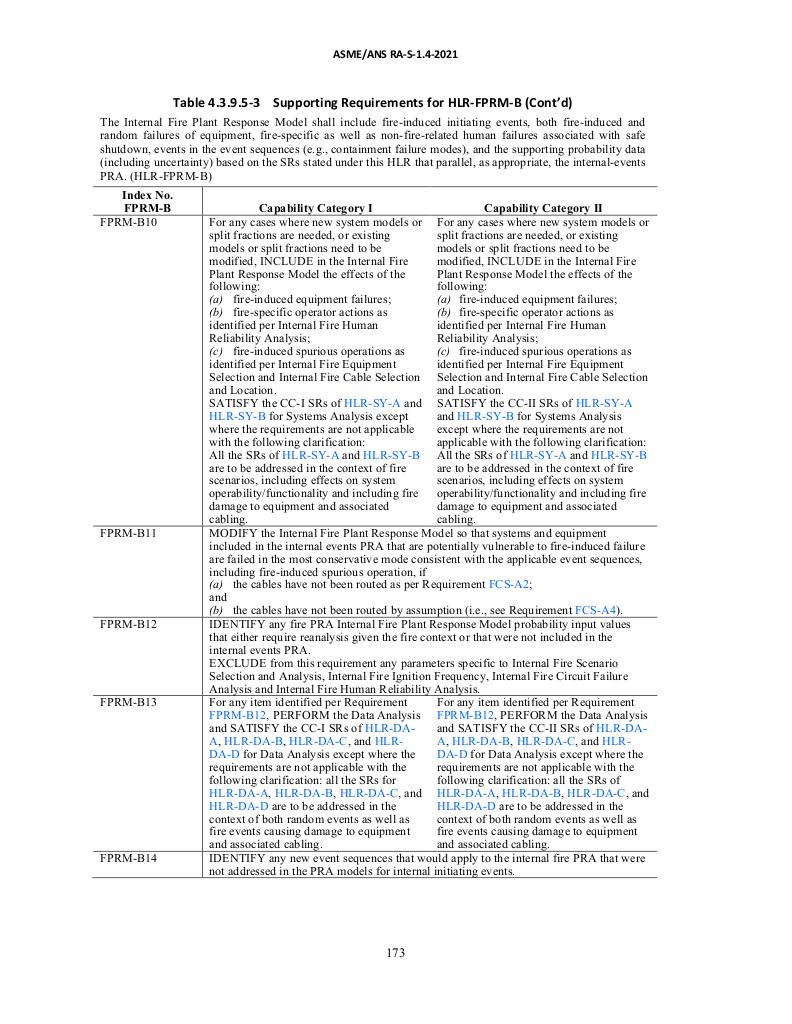 ASME/ANS RA-S-1.4-2021
Table 4.3.9.5-3 Supporting Requirements for HLR-FPRM-B (Cont'd)
The Internal Fire Plant Response Model shall include fire-induced initiating events, both fire-induced and
random failures of equipment, fire-specific as well as non-fire-related human failures associated with safe
shutdown, events in the event sequences (e.g., containment failure modes), and the supporting probability data
(including uncertainty) based on the SRs stated under this HLR that parallel, as appropriate, the internal-events
PRA. (HLR-FPRM-B)
Index No.
FPRM-B
Capability Category I
Capability Category II
FPRM-B10
For any cases where new system models or
split fractions are needed, or existing
models or split fractions need to be
modified, INCLUDE in the Internal Fire
Plant Response Model the effects of the
following:
(a) fire-induced equipment failures;
(b) fire-specific operator actions as
identified per Internal Fire Human
Reliability Analysis;
(c) fire-induced spurious operations as
identified per Internal Fire Equipment
Selection and Internal Fire Cable Selection
and Location.
SATISFY the CC-I SRs of HLR-SY-A and
HLR-SY-B for Systems Analysis except
where the requirements are not applicable
with the following clarification:
All the SRs of HLR-SY-A and HLR-SY-B
are to be addressed in the context of fire
scenarios, including effects on system
operability/functionality and including fire
damage to equipment and associated
cabling.
For any cases where new system models or
split fractions are needed, or existing
models or split fractions need to be
modified, INCLUDE in the Internal Fire
Plant Response Model the effects of the
following:
(a) fire-induced equipment failures;
(b) fire-specific operator actions as
identified per Internal Fire Human
Reliability Analysis;
(c) fire-induced spurious operations as
identified per Internal Fire Equipment
Selection and Internal Fire Cable Selection
and Location.
SATISFY the CC-II SRs of HLR-SY-A
and HLR-SY-B for Systems Analysis
except where the requirements are not
applicable with the following clarification:
All the SRs of HLR-SY-A and HLR-SY-B
are to be addressed in the context of fire
scenarios, including effects on system
operability/functionality and including fire
damage to equipment and associated
cabling.
FPRM-B11
MODIFY the Internal Fire Plant Response Model so that systems and equipment
included in the internal events PRA that are potentially vulnerable to fire-induced failure
are failed in the most conservative mode consistent with the applicable event sequences,
including fire-induced spurious operation, if
(a) the cables have not been routed as per Requirement FCS-A2;
and
(b) the cables have not been routed by assumption (i.e., see Requirement FCS-A4).
FPRM-B12
IDENTIFY any fire PRA Internal Fire Plant Response Model probability input values
that either require reanalysis given the fire context or that were not included in the
internal events PRA.
EXCLUDE from this requirement any parameters specific to Internal Fire Scenario
Selection and Analysis, Internal Fire Ignition Frequency, Internal Fire Circuit Failure
Analysis and Internal Fire Human Reliability Analysis.
FPRM-B13
For any item identified per Requirement
FPRM-B12, PERFORM the Data Analysis
and SATISFY the CC-I SRs of HLR-DA-
A, HLR-DA-B, HLR-DA-C, and HLR-
DA-D for Data Analysis except where the
requirements are not applicable with the
following clarification: all the SRs for
HLR-DA-A, HLR-DA-B, HLR-DA-C, and
HLR-DA-D are to be addressed in the
context of both random events as well as
fire events causing damage to equipment
and associated cabling.
For any item identified per Requirement
FPRM-B12, PERFORM the Data Analysis
and SATISFY the CC-II SRs of HLR-DA-
A, HLR-DA-B, HLR-DA-C, and HLR-
DA-D for Data Analysis except where the
requirements are not applicable with the
following clarification: all the SRs of
HLR-DA-A, HLR-DA-B, HLR-DA-C, and
HLR-DA-D are to be addressed in the
context of both random events as well as
fire events causing damage to equipment
and associated cabling.
FPRM-B14
IDENTIFY any new event sequences that would apply to the internal fire PRA that were
not addressed in the PRA models for internal initiating events.
173